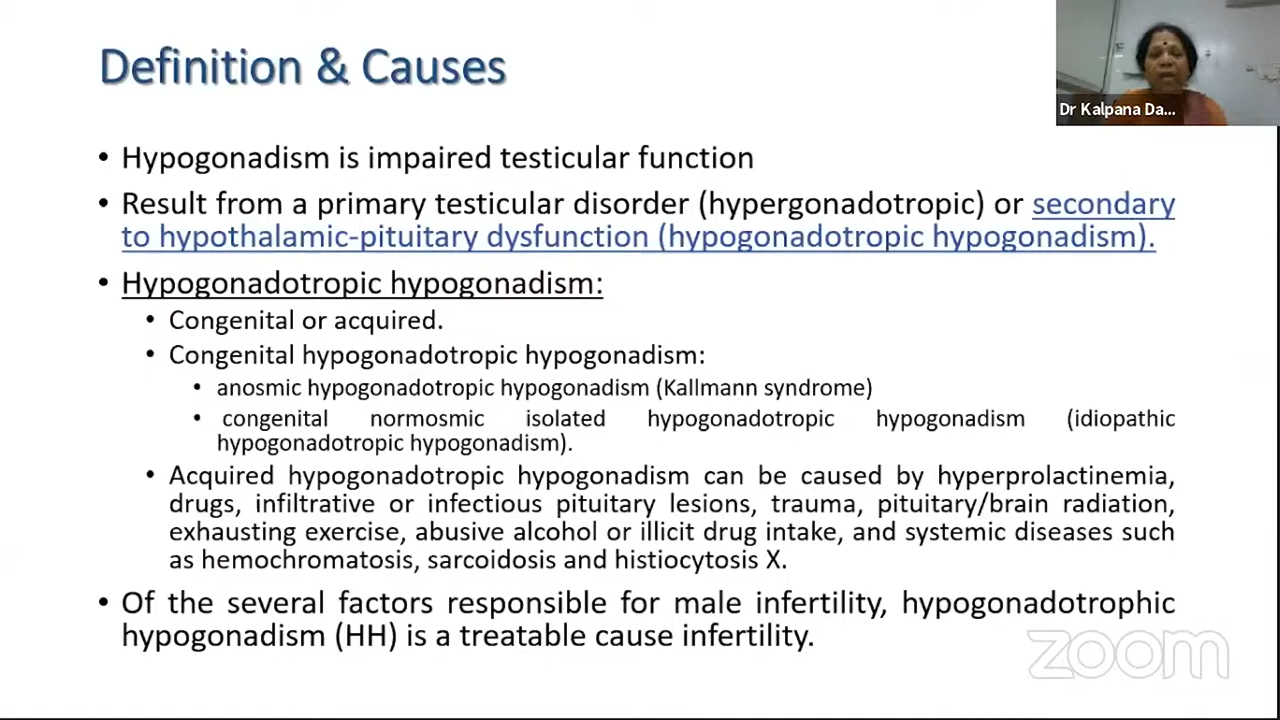 Definition & Causes
Dr Kalpana Da...
• Hypogonadism is impaired testicular function
• Result from a primary testicular disorder (hypergonadotropic) or secondary
to hypothalamic-pituitary dysfunction (hypogonadotropic hypogonadism).
• Hypogonadotropic hypogonadism:
• Congenital or acquired.
• Congenital hypogonadotropic hypogonadism:
• anosmic hypogonadotropic hypogonadism (Kallmann syndrome)
• congenital normosmic isolated hypogonadotropic hypogonadism (idiopathic
hypogonadotropic hypogonadism).
• Acquired hypogonadotropic hypogonadism can be caused by hyperprolactinemia,
drugs, infiltrative or infectious pituitary lesions, trauma, pituitary/brain radiation,
exhausting exercise, abusive alcohol or illicit drug intake, and systemic diseases such
as hemochromatosis, sarcoidosis and histiocytosis X.
• Of the several factors responsible for male infertility, hypogonadotrophic
hypogonadism (HH) is a treatable cause infertility.
zoom